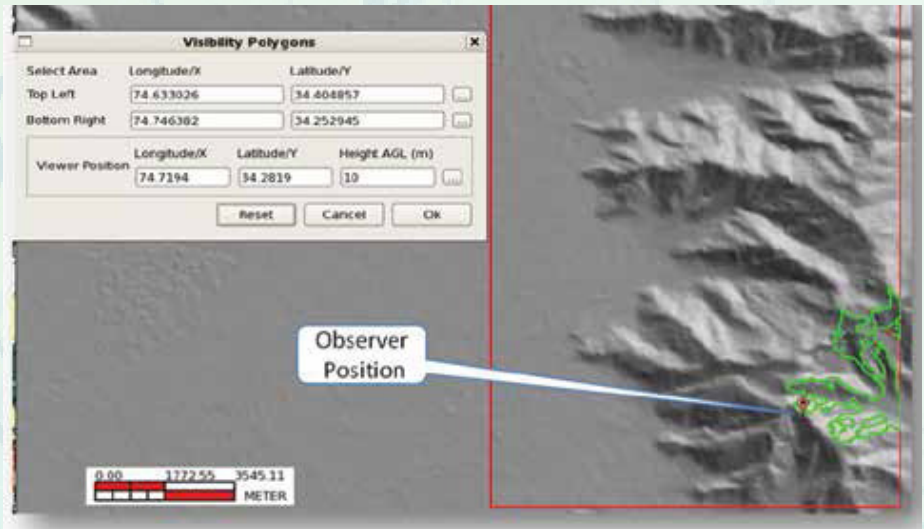 Visibility Polygons
Select Area Longitude/X Latitude/Y
Top Left 74.633026 34.404857 ...
Bottom Right 74.746382 34.252945 ...
Longitude/X Latitude/Y Height AGL (m)
Viewer Position 74.7194 34.2819 10 ...
Reset Cancel Ok
Observer
Position
0.00 1772.55 3545.11
METER